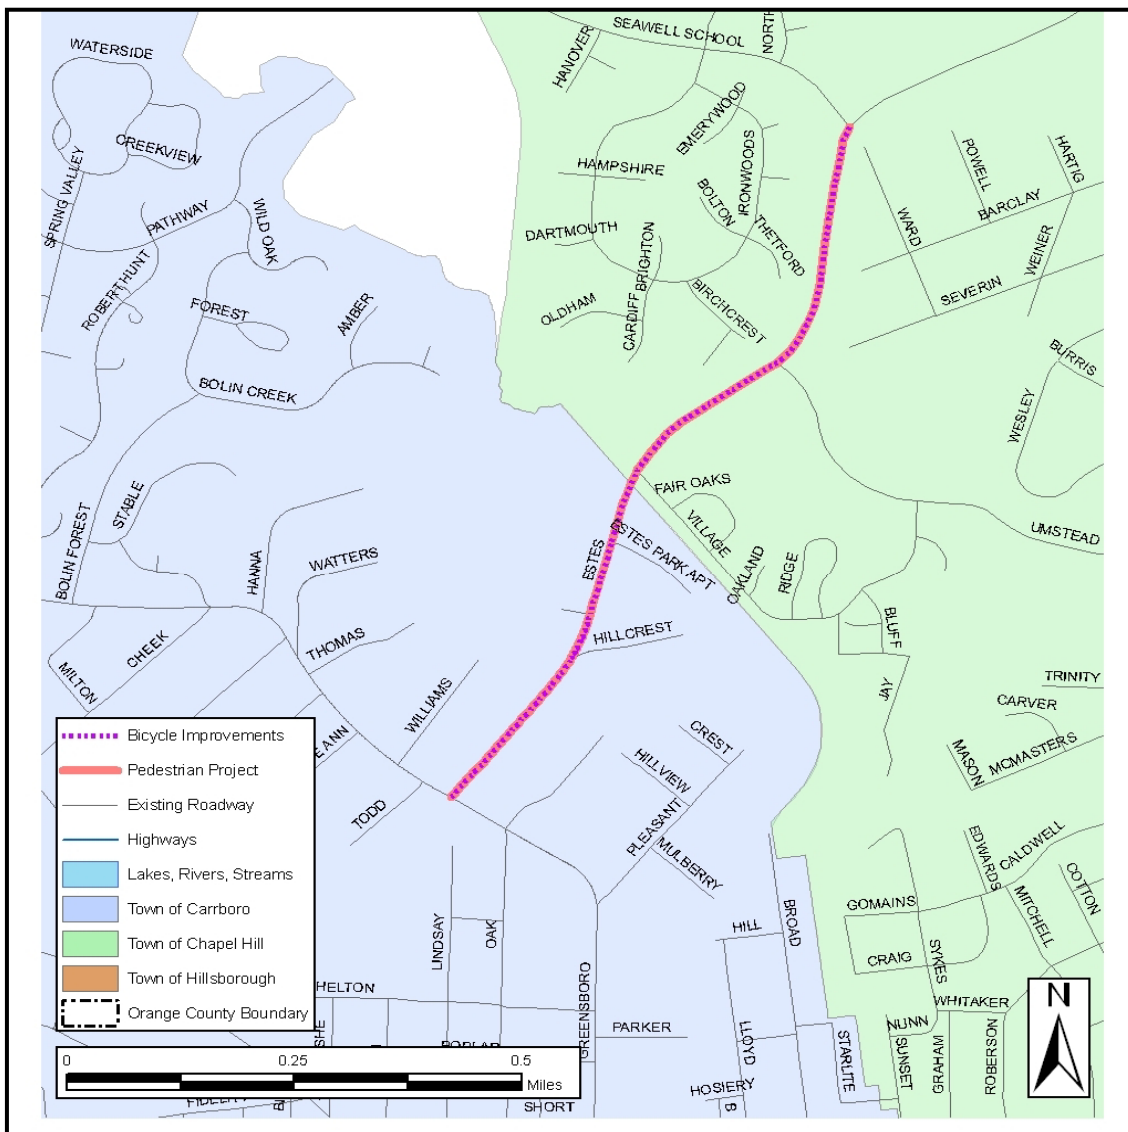 SEAWELL SCHOOL
NORTH
HANOVER
WATERSIDE
EMERYWOOD
CREEKVIEW
SPRING VALLEY
HAMPSHIRE
IRONWOODS
BOLTON
POWELL
HARTIG
BARCLAY
WARD
PATHWAY
WILD OAK
DARTMOUTH
BRIGHTON
THETFORD
WEINER
ROBERT HUNT
FOREST
AMBER
OLDHAM
CARDIFF
BIRCHCREST
SEVERIN
BURRIS
BOLIN CREEK
WESLEY
STABLE
FAIR OAKS
VILLAGE
UMSTEAD
BOLIN FOREST
HANNA
WATTERS
ESTES
ESTES PARK APT
OAKLAND
RIDGE
BLUFF
CHEEK
THOMAS
HILLCREST
MILTON
JAY
TRINITY
CARVER
WILLIAMS
CREST
MASON
MCMASTERS
HILLVIEW
EANN
TODD
PLEASANT
MULBERRY
EDWARDS
CALDWELL
COTTON
Bicycle Improvements
Pedestrian Project
Existing Roadway
Highways
Lakes, Rivers, Streams
Town of Carrboro
Town of Chapel Hill
Town of Hillsborough
Orange County Boundary
LINDSAY
OAK
HILL
BROAD
GOMAINS
MITCHELL
CRAIG
SYKES
HELTON
GREENSBORO
PARKER
LLOYD
STARLITE
WHITAKER
NUNN
SUNSET
GRAHAM
ROBERSON
N
0 0.25 0.5
Miles
HOSIERY
B
SHORT